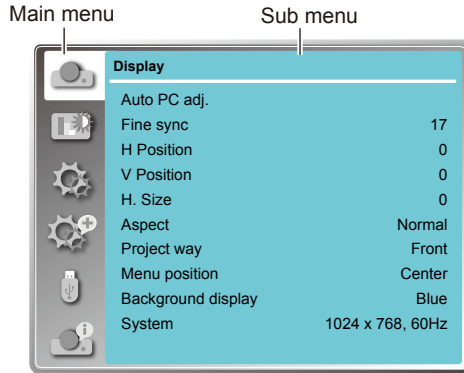 Main menu
Sub menu
Display
Auto PC adj.
Fine sync 17
H Position 0
V Position 0
H. Size 0
Aspect Normal
Project way Front
Menu position Center
Background display Blue
System 1024 x 768, 60Hz